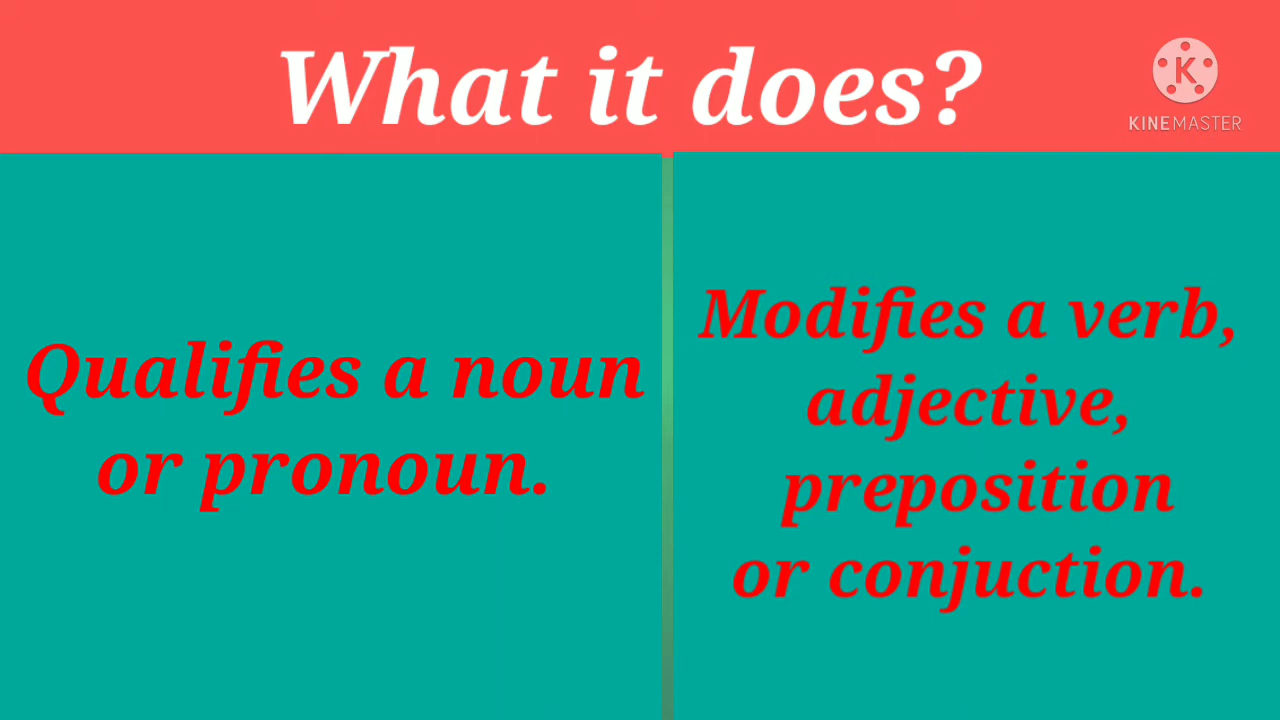 What it does?
KINEMASTER
Qualifies a noun
or pronoun.
Modifies a verb,
adjective,
preposition
or conjuction.